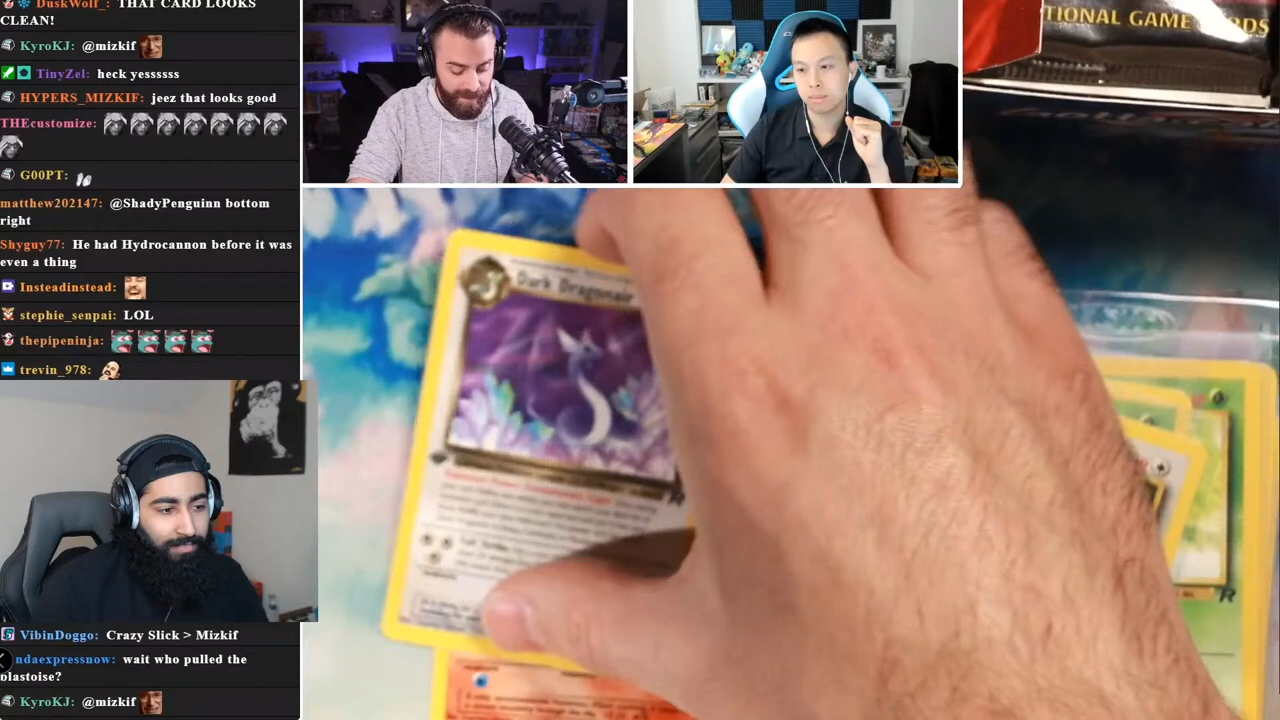 DuskWolf_: THAT CARD LOOKS
CLEAN!
KyroKJ: @mizkif
TinyZel: heck yessssss
HYPERS_MIZKIF: jeez that looks good
THEcustomize:
G00PT:
matthew202147: @ShadyPenguinn bottom
right
Shyguy77: He had Hydrocannon before it was
even a thing
Insteadinstead:
stephie_senpai: LOL
thepipeninja:
trevin_978:
VibinDoggo: Crazy Slick > Mizkif
ndaexpressnow: wait who pulled the
KyroKJ: @mizkif
TIONAL GAME CARDS
Dark Dragonair